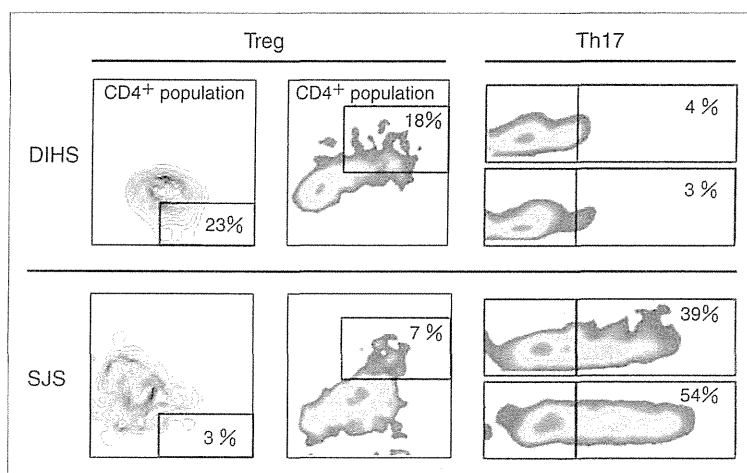 Treg Th17
CD4+ population CD4+ population
DIHS
23%
18%
4 %
3 %
SJS
3 %
7 %
39%
54%